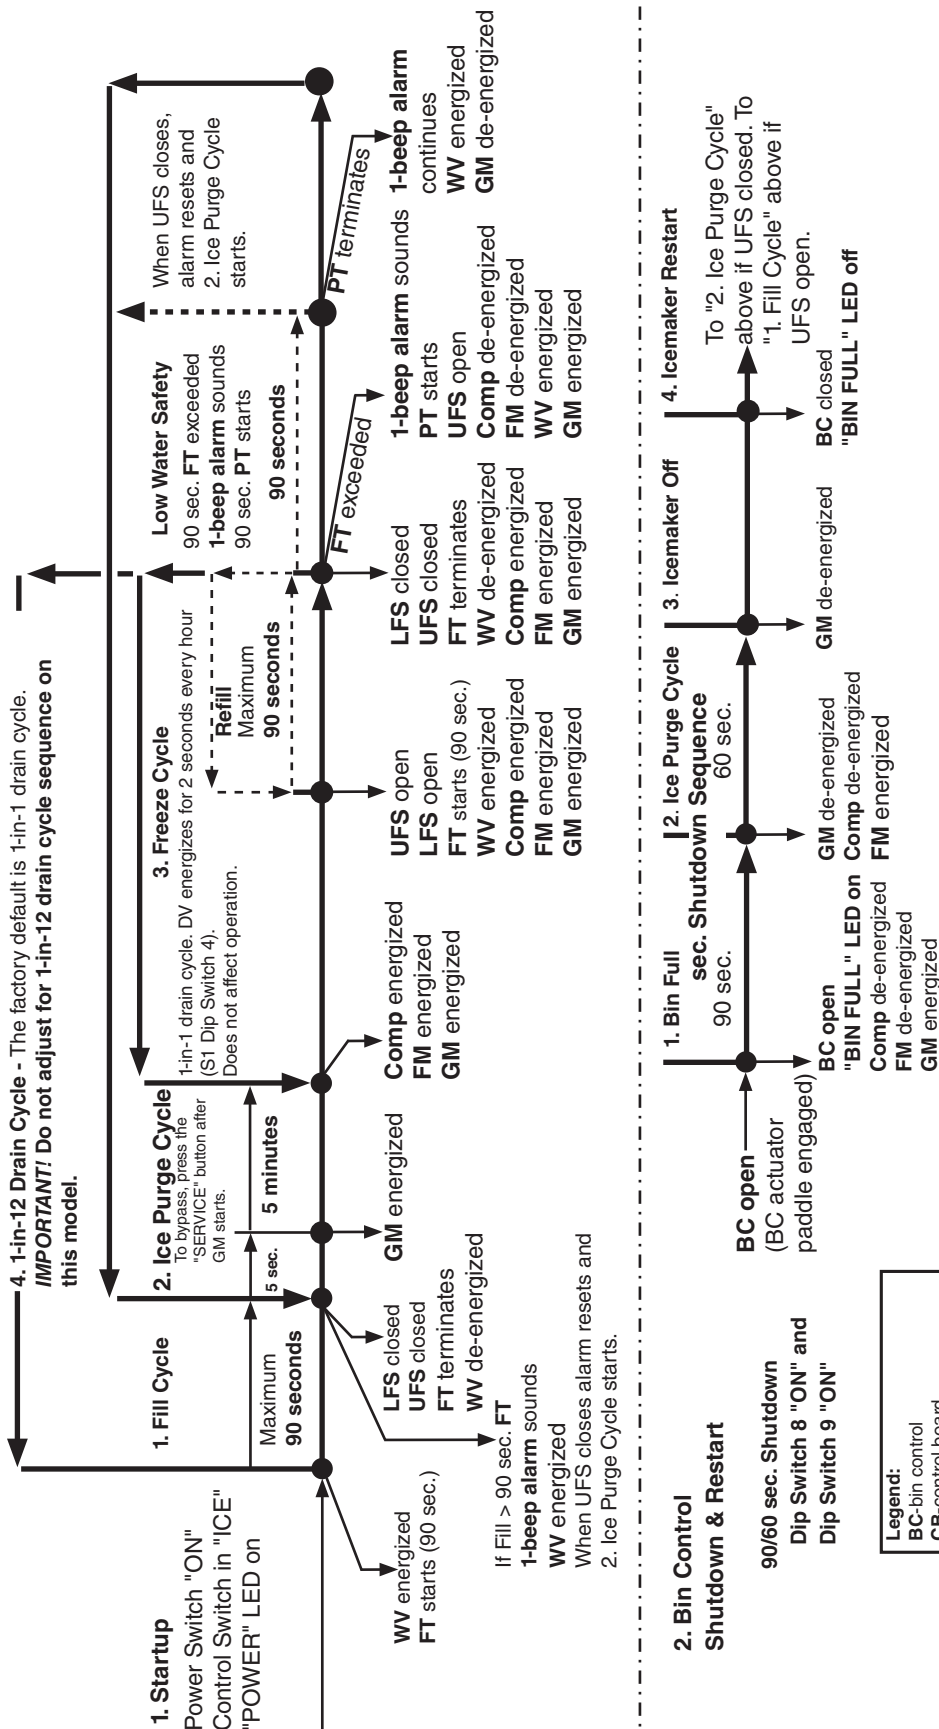 1. Startup
Power Switch "ON"
Control Switch in "ICE"
"POWER" LED on
4. 1-in-12 Drain Cycle - The factory default is 1-in-1 drain cycle.
IMPORTANT! Do not adjust for 1-in-12 drain cycle sequence on
this model.
1. Fill Cycle
Maximum
90 seconds
2. Ice Purge Cycle
To bypass, press the
"SERVICE" button after
GM starts.
5 sec.
5 minutes
3. Freeze Cycle
1-in-1 drain cycle. DV energizes for 2 seconds every hour
(S1 Dip Switch 4).
Does not affect operation.
Refill
Maximum
90 seconds
Low Water Safety
90 sec. FT exceeded
1-beep alarm sounds
90 sec. PT starts
90 seconds
When UFS closes,
alarm resets and
2. Ice Purge Cycle
starts.
FT exceeded
PT terminates
WV energized
FT starts (90 sec.)
If Fill > 90 sec. FT
1-beep alarm sounds
WV energized
When UFS closes alarm resets and
2. Ice Purge Cycle starts.
LFS closed
UFS closed
FT terminates
WV de-energized
GM energized
Comp energized
FM energized
GM energized
UFS open
LFS open
FT starts (90 sec.)
WV energized
Comp energized
FM energized
GM energized
LFS closed
UFS closed
FT terminates
WV de-energized
Comp energized
FM energized
GM energized
1-beep alarm sounds
PT starts
UFS open
Comp de-energized
FM de-energized
WV energized
GM energized
1-beep alarm
continues
WV energized
GM de-energized
2. Bin Control
Shutdown & Restart
90/60 sec. Shutdown
Dip Switch 8 "ON" and
Dip Switch 9 "ON"
BC open
(BC actuator
paddle engaged)
1. Bin Full
sec. Shutdown Sequence
90 sec.
2. Ice Purge Cycle
60 sec.
3. Icemaker Off
4. Icemaker Restart
To "2. Ice Purge Cycle"
above if UFS closed. To
"1. Fill Cycle" above if
UFS open.
BC open
"BIN FULL" LED on
Comp de-energized
FM de-energized
GM energized
GM de-energized
Comp de-energized
FM energized
GM de-energized
BC closed
"BIN FULL" LED off
Legend:
BC-bin control
CB-control board